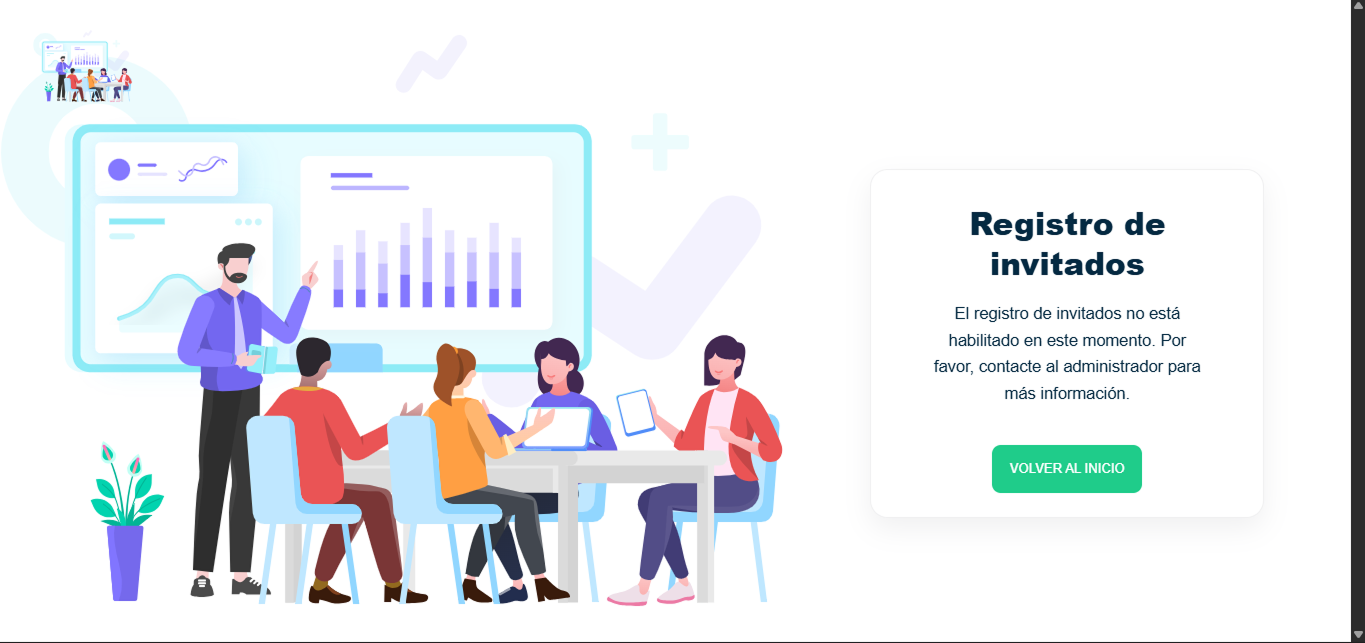 Registro de
invitados
El registro de invitados no está
habilitado en este momento. Por
favor, contacte al administrador para
más información.
VOLVER AL INICIO